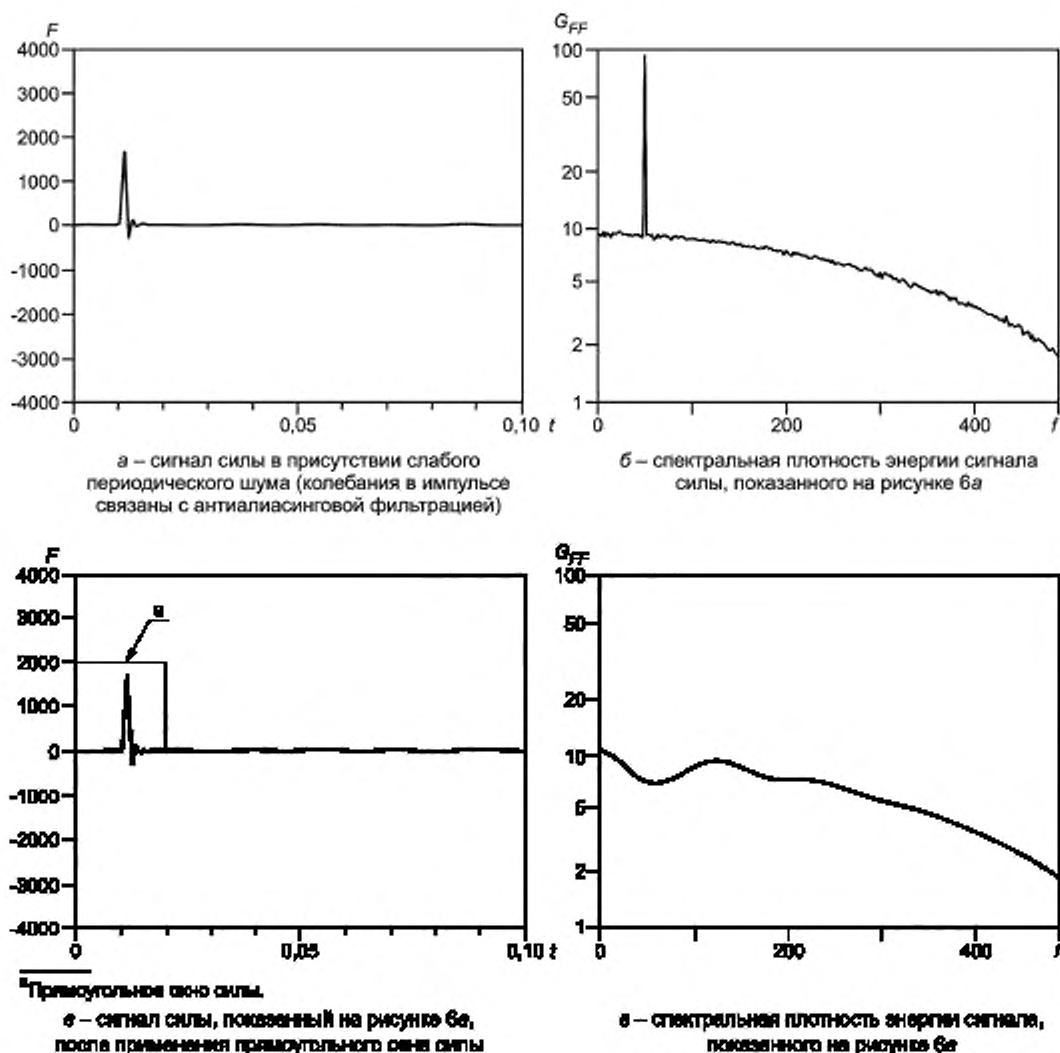 F
4000
3000
2000
1000
0
-1000
-2000
-3000
-4000
0 0,05 0,10 t
а – сигнал силы в присутствии слабого
периодического шума (колебания в импульсе
связаны с антиалиасинговой фильтрацией)
G_FF
100
50
20
10
5
2
1
0 200 400 f
б – спектральная плотность энергии сигнала
силы, показанного на рисунке 6а
F
4000
3000
2000
1000
0
-1000
-2000
-3000
-4000
0 0,05 0,10 t
Прямоугольное окно силы.
– сигнал силы, показанный на рисунке
после применения прямоугольного окна силы
G_FF
100
50
20
10
5
2
1
0 200 400 f
– спектральная плотность энергии сигнала,
показанного на рисунке